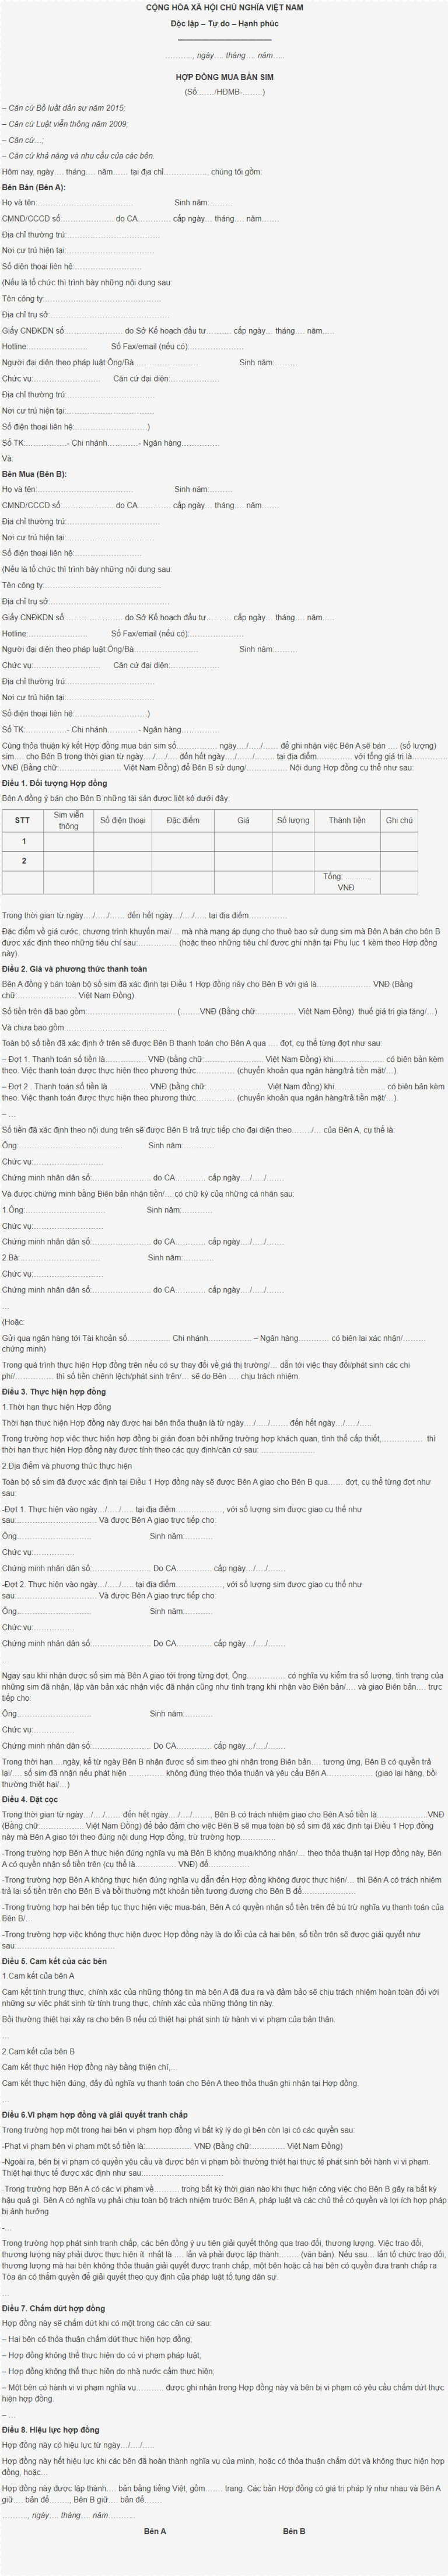 CỘNG HÒA XÃ HỘI CHỦ NGHĨA VIỆT NAM
Độc lập – Tự do – Hạnh phúc
………., ngày…. tháng…. năm…..
HỢP ĐỒNG MUA BÁN SIM
(Số……./HĐMB-……..)
– Căn cứ Bộ luật dân sự năm 2015;
– Căn cứ Luật viễn thông năm 2009;
– Căn cứ…;
– Căn cứ khả năng và nhu cầu của các bên.
Hôm nay, ngày…. tháng…. năm…… tại địa chỉ…………….., chúng tôi gồm:
Bên Bán (Bên A):
Họ và tên:……………………………… Sinh năm:………
CMND/CCCD số:……………….. do CA…………. cấp ngày… tháng…. năm…….
Địa chỉ thường trú:………………………………
Nơi cư trú hiện tại:……………………………
Số điện thoại liên hệ:…………………….
(Nếu là tổ chức thì trình bày những nội dung sau:
Tên công ty:……………………………………..
Địa chỉ trụ sở:………………………………………
Giấy CNĐKDN số:…………………. do Sở Kế hoạch đầu tư………. cấp ngày… tháng…. năm…..
Hotline:………………….. Số Fax/email (nếu có):…………………
Người đại diện theo pháp luật:Ông/Bà……………………. Sinh năm:………
Chức vụ:……………………. Căn cứ đại diện:……………….
Địa chỉ thường trú:……………………………
Nơi cư trú hiện tại:……………………………
Số điện thoại liên hệ:……………………….)
Số TK:…………….- Chi nhánh………..- Ngân hàng……………
Và:
Bên Mua (Bên B):
Họ và tên:……………………………… Sinh năm:………
CMND/CCCD số:……………….. do CA…………. cấp ngày… tháng…. năm…….
Địa chỉ thường trú:………………………………
Nơi cư trú hiện tại:……………………………
Số điện thoại liên hệ:…………………….
(Nếu là tổ chức thì trình bày những nội dung sau:
Tên công ty:……………………………………..
Địa chỉ trụ sở:………………………………………
Giấy CNĐKDN số:…………………. do Sở Kế hoạch đầu tư………. cấp ngày… tháng…. năm…..
Hotline:………………….. Số Fax/email (nếu có):…………………
Người đại diện theo pháp luật:Ông/Bà……………………. Sinh năm:………
Chức vụ:……………………. Căn cứ đại diện:……………….
Địa chỉ thường trú:……………………………
Nơi cư trú hiện tại:……………………………
Số điện thoại liên hệ:……………………….)
Số TK:…………….- Chi nhánh………..- Ngân hàng……………
Cùng thỏa thuận ký kết Hợp đồng mua bán sim số……………. ngày…./…../…… để ghi nhận việc Bên A sẽ bán …. (số lượng)
sim…. cho Bên B trong thời gian từ ngày…./…./…. đến hết ngày…./……/……. tại địa điểm…………. với tổng giá trị là………….
VNĐ (Bằng chữ:…………………… Việt Nam Đồng) để Bên B sử dụng/……………. Nội dung Hợp đồng cụ thể như sau:
Điều 1. Đối tượng Hợp đồng
Bên A đồng ý bán cho Bên B những tài sản được liệt kê dưới đây:
STT Sim viễn thông Số điện thoại Đặc điểm Giá Số lượng Thành tiền Ghi chú
1
2
Tổng: ………. VNĐ
Trong thời gian từ ngày…./…../…… đến hết ngày…/…./….. tại địa điểm……………
Đặc điểm về giá cước, chương trình khuyến mại/… mà nhà mạng áp dụng cho thuê bao sử dụng sim mà Bên A bán cho bên B
được xác định theo những tiêu chí sau:…………… (hoặc theo những tiêu chí được ghi nhận tại Phụ lục 1 kèm theo Hợp đồng
này).
Điều 2. Giá và phương thức thanh toán
Bên A đồng ý bán toàn bộ số sim đã xác định tại Điều 1 Hợp đồng này cho Bên B với giá là………………… VNĐ (Bằng
chữ:………………….. Việt Nam Đồng).
Số tiền trên đã bao gồm:…………………………….. (……..VNĐ (Bằng chữ:…………… Việt Nam Đồng) thuế giá trị gia tăng/…)
Và chưa bao gồm:…………………………………
Toàn bộ số tiền đã xác định ở trên sẽ được Bên B thanh toán cho Bên A qua …. đợt, cụ thể từng đợt như sau:
– Đợt 1. Thanh toán số tiền là……………. VNĐ (bằng chữ:………………….. Việt Nam Đồng) khi……………….. có biên bản kèm
theo. Việc thanh toán được thực hiện theo phương thức…………… (chuyển khoản qua ngân hàng/trả tiền mặt/…).
– Đợt 2 . Thanh toán số tiền là……………. VNĐ (bằng chữ:………………….. Việt Nam đồng) khi……………….. có biên bản kèm
theo. Việc thanh toán được thực hiện theo phương thức…………… (chuyển khoản qua ngân hàng/trả tiền mặt/…).
– …
Số tiền đã xác định theo nội dung trên sẽ được Bên B trả trực tiếp cho đại diện theo……../… của Bên A, cụ thể là:
Ông:………………………………… Sinh năm:…………
Chức vụ:………………………
Chứng minh nhân dân số:………………….. do CA………… cấp ngày…./…../…….
Và được chứng minh bằng Biên bản nhận tiền/… có chữ ký của những cá nhân sau:
1.Ông:………………………… Sinh năm:…………
Chức vụ:………………………
Chứng minh nhân dân số:………………….. do CA………… cấp ngày…./…../…….
2.Bà:………………………… Sinh năm:…………
Chức vụ:………………………
Chứng minh nhân dân số:………………….. do CA………… cấp ngày…./…../…….
…
(Hoặc:
Gửi qua ngân hàng tới Tài khoản số……………. Chi nhánh……………. – Ngân hàng………… có biên lai xác nhận/………
chứng minh)
Trong quá trình thực hiện Hợp đồng trên nếu có sự thay đổi về giá thị trường/… dẫn tới việc thay đổi/phát sinh các chi
phí/…………… thì số tiền chênh lệch/phát sinh trên/… sẽ do Bên …. chịu trách nhiệm.
Điều 3. Thực hiện hợp đồng
1.Thời hạn thực hiện Hợp đồng
Thời hạn thực hiện Hợp đồng này được hai bên thỏa thuận là từ ngày…./…../……. đến hết ngày…/…../…..
Trong trường hợp việc thực hiện hợp đồng bị gián đoạn bởi những trường hợp khách quan, tình thế cấp thiết,……………. thì
thời hạn thực hiện Hợp đồng này được tính theo các quy định/căn cứ sau: …………………
2.Địa điểm và phương thức thực hiện
Toàn bộ số sim đã được xác định tại Điều 1 Hợp đồng này sẽ được Bên A giao cho Bên B qua…… đợt, cụ thể từng đợt như
sau:
-Đợt 1. Thực hiện vào ngày…/…../….. tại địa điểm………………, với số lượng sim được giao cụ thể như
sau:…………………………. Và được Bên A giao trực tiếp cho:
Ông………………………. Sinh năm:………..
Chức vụ:…………….
Chứng minh nhân dân số:………………….. Do CA………….. cấp ngày…/…./…….
-Đợt 2. Thực hiện vào ngày…/…../….. tại địa điểm………………, với số lượng sim được giao cụ thể như
sau:…………………………. Và được Bên A giao trực tiếp cho:
Ông………………………. Sinh năm:………..
Chức vụ:…………….
Chứng minh nhân dân số:………………….. Do CA………….. cấp ngày…/…./…….
…
Ngay sau khi nhận được số sim mà Bên A giao tới trong từng đợt, Ông…………… có nghĩa vụ kiểm tra số lượng, tình trạng của
những sim đã nhận, lập văn bản xác nhận việc đã nhận cũng như tình trạng khi nhận vào Biên bản/…. và giao Biên bản…. trực
tiếp cho:
Ông………………………. Sinh năm:………..
Chức vụ:…………….
Chứng minh nhân dân số:………………….. Do CA………….. cấp ngày…/…./…….
Trong thời hạn….ngày, kể từ ngày Bên B nhận được số sim theo ghi nhận trong Biên bản…. tương ứng, Bên B có quyền trả
lại/…. số sim đã nhận nếu phát hiện …………. không đúng theo thỏa thuận và yêu cầu Bên A……………… (giao lại hàng, bồi
thường thiệt hại/…)
Điều 4. Đặt cọc
Trong thời gian từ ngày…/…./…… đến hết ngày…./…./……., Bên B có trách nhiệm giao cho Bên A số tiền là………………..VNĐ
(Bằng chữ:…………….. Việt Nam Đồng) để bảo đảm cho việc Bên B sẽ mua toàn bộ số sim đã xác định tại Điều 1 Hợp đồng
này mà Bên A giao tới theo đúng nội dung Hợp đồng, trừ trường hợp………….
-Trong trường hợp Bên A thực hiện đúng nghĩa vụ mà Bên B không mua/không nhận/… theo thỏa thuận tại Hợp đồng này, Bên
A có quyền nhận số tiền trên (cụ thể là……………. VNĐ) để…………….
-Trong trường hợp Bên A không thực hiện đúng nghĩa vụ dẫn đến Hợp đồng không được thực hiện/… thì Bên A có trách nhiệm
trả lại số tiền trên cho Bên B và bồi thường một khoản tiền tương đương cho Bên B để…………………
-Trong trường hợp hai bên tiếp tục thực hiện việc mua-bán, Bên A có quyền nhận số tiền trên để bù trừ nghĩa vụ thanh toán của
Bên B/…
-Trong trường hợp việc không thực hiện được Hợp đồng này là do lỗi của cả hai bên, số tiền trên sẽ được giải quyết như
sau:……………………………….
Điều 5. Cam kết của các bên
1.Cam kết của bên A
Cam kết tính trung thực, chính xác của những thông tin mà bên A đã đưa ra và đảm bảo sẽ chịu trách nhiệm hoàn toàn đối với
những sự việc phát sinh từ tính trung thực, chính xác của những thông tin này.
Bồi thường thiệt hại xảy ra cho bên B nếu có thiệt hại phát sinh từ hành vi vi phạm của bản thân.
…
2.Cam kết của bên B
Cam kết thực hiện Hợp đồng này bằng thiện chí,…
Cam kết thực hiện đúng, đầy đủ nghĩa vụ thanh toán cho Bên A theo thỏa thuận ghi nhận tại Hợp đồng.
…
Điều 6.Vi phạm hợp đồng và giải quyết tranh chấp
Trong trường hợp một trong hai bên vi phạm hợp đồng vì bất kỳ lý do gì bên còn lại có các quyền sau:
-Phạt vi phạm bên vi phạm một số tiền là:……………… VNĐ (Bằng chữ:…………. Việt Nam Đồng)
-Ngoài ra, bên bị vi phạm có quyền yêu cầu và được bên vi phạm bồi thường thiệt hại thực tế phát sinh bởi hành vi vi phạm.
Thiệt hại thực tế được xác định như sau:………………………….
-Trong trường hợp Bên A có các vi phạm về………. trong bất kỳ thời gian nào khi thực hiện công việc cho Bên B gây ra bất kỳ
hậu quả gì. Bên A có nghĩa vụ phải chịu toàn bộ trách nhiệm trước Bên A, pháp luật và các chủ thể có quyền và lợi ích hợp pháp
bị ảnh hưởng.
-…
Trong trường hợp phát sinh tranh chấp, các bên đồng ý ưu tiên giải quyết thông qua trao đổi, thương lượng. Việc trao đổi,
thương lượng này phải được thực hiện ít nhất là …. lần và phải được lập thành…….. (văn bản). Nếu sau… lần tổ chức trao đổi,
thương lượng mà hai bên không thỏa thuận giải quyết được tranh chấp, một bên hoặc cả hai bên có quyền đưa tranh chấp ra
Tòa án có thẩm quyền để giải quyết theo quy định của pháp luật tố tụng dân sự.
…
Điều 7. Chấm dứt hợp đồng
Hợp đồng này sẽ chấm dứt khi có một trong các căn cứ sau:
– Hai bên có thỏa thuận chấm dứt thực hiện hợp đồng;
– Hợp đồng không thể thực hiện do có vi phạm pháp luật;
– Hợp đồng không thể thực hiện do nhà nước cấm thực hiện;
– Một bên có hành vi vi phạm nghĩa vụ……….. được ghi nhận trong Hợp đồng này và bên bị vi phạm có yêu cầu chấm dứt thực
hiện hợp đồng.
– …
Điều 8. Hiệu lực hợp đồng
Hợp đồng này có hiệu lực từ ngày…/…./…..
Hợp đồng này hết hiệu lực khi các bên đã hoàn thành nghĩa vụ của mình, hoặc có thỏa thuận chấm dứt và không thực hiện hợp
đồng, hoặc…
Hợp đồng này được lập thành…. bản bằng tiếng Việt, gồm……. trang. Các bản Hợp đồng có giá trị pháp lý như nhau và Bên A
giữ…. bản để…….., Bên B giữ…. bản để…….
………., ngày…. tháng…. năm………..
Bên A Bên B